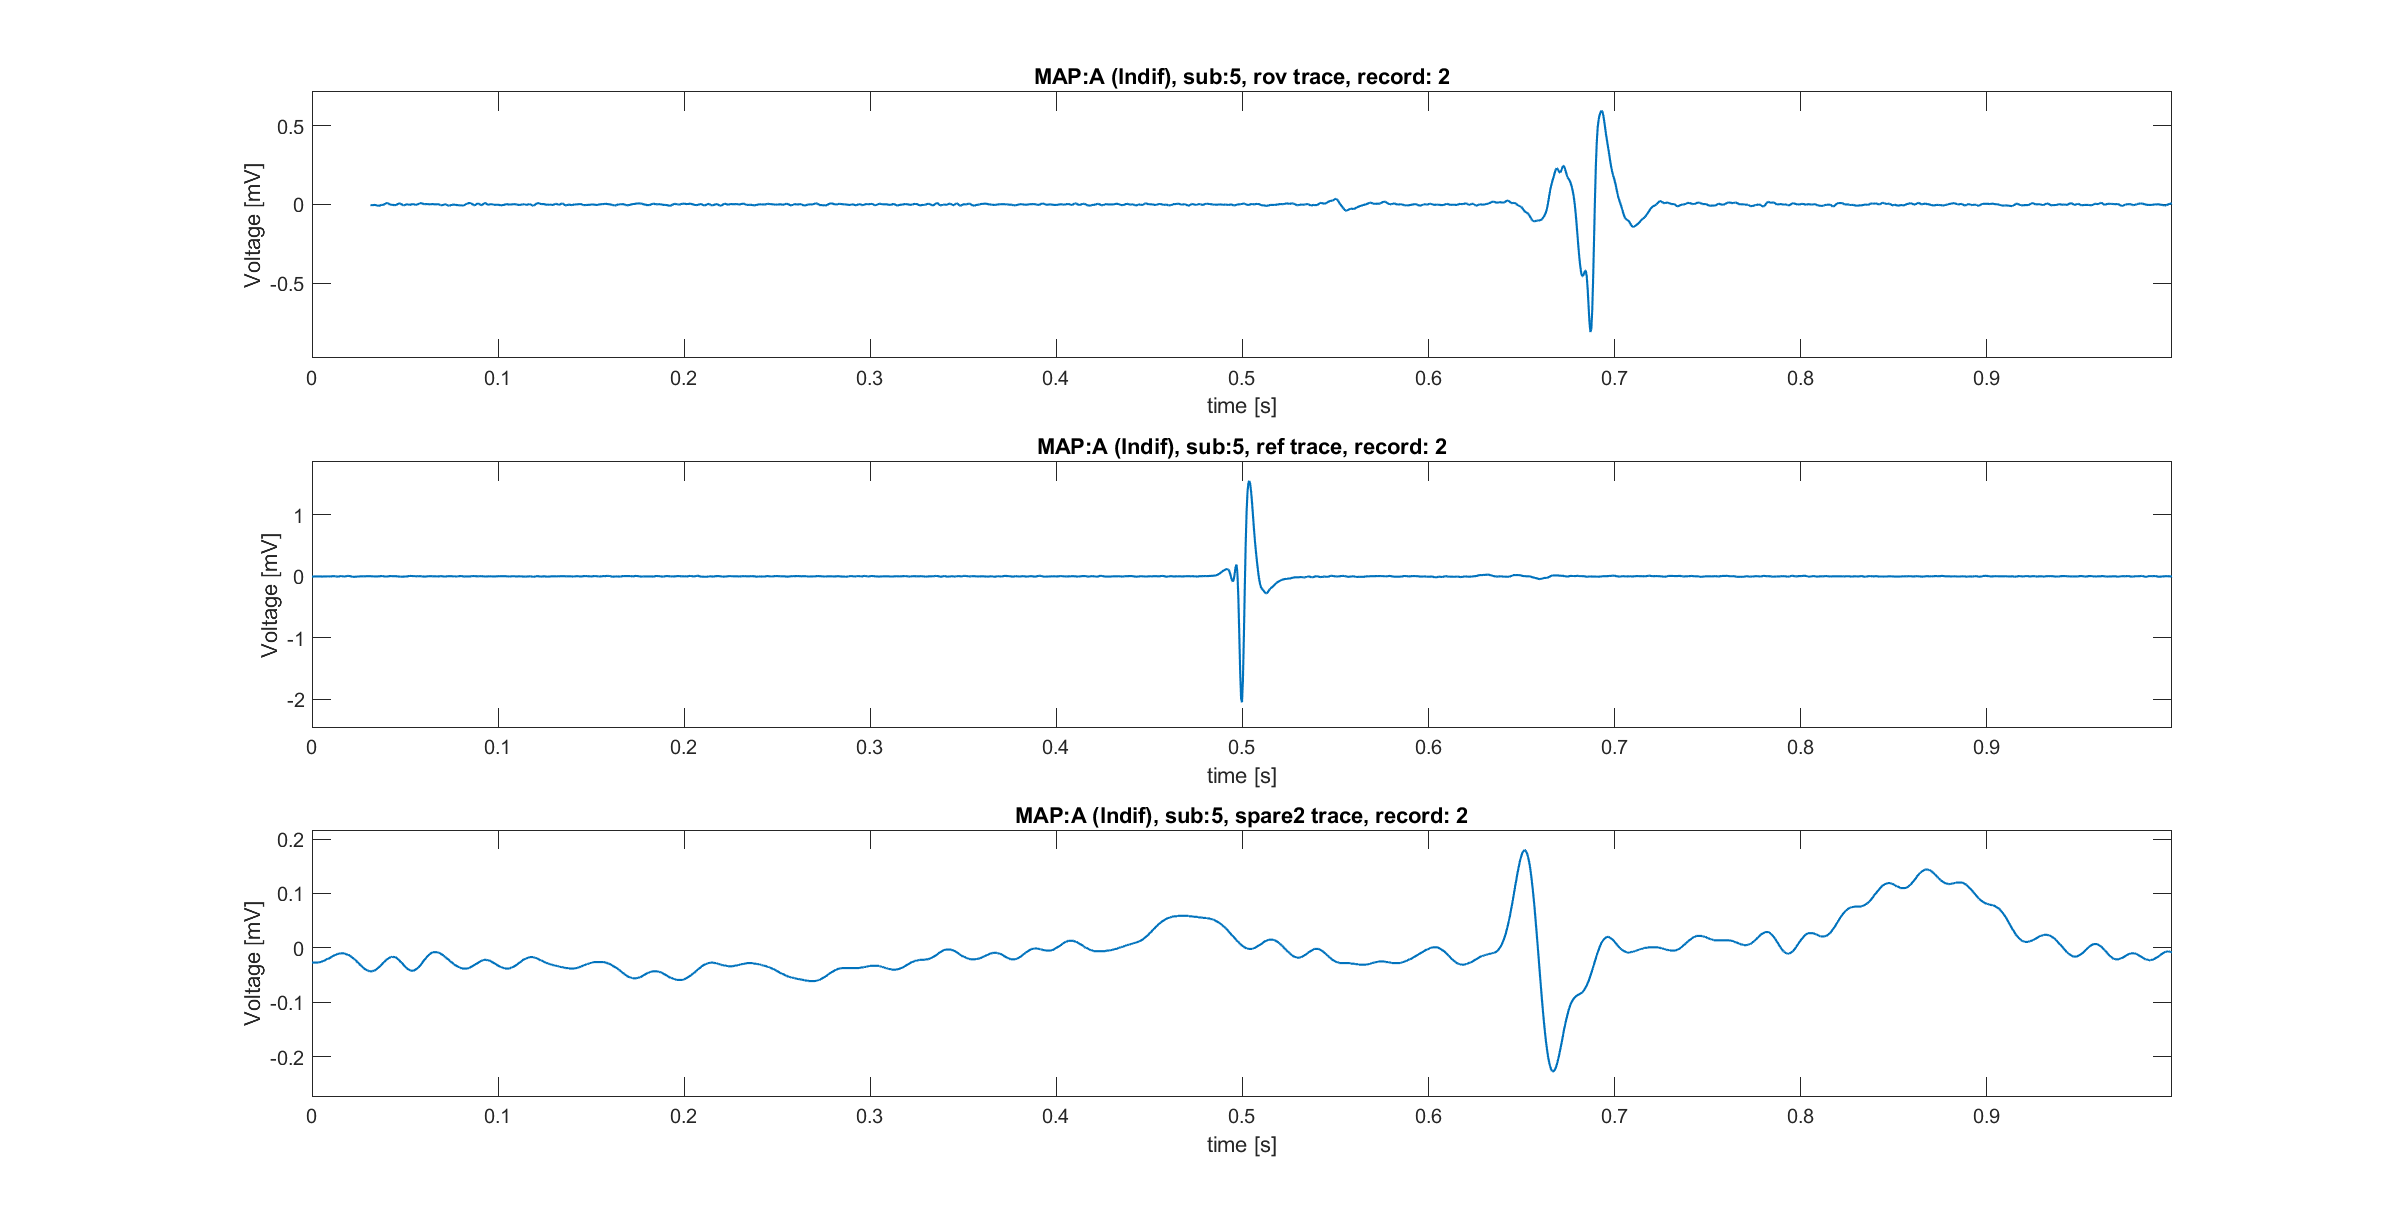 MAP:A (Indif), sub:5, rov trace, record: 2
0.5
0
-0.5
Voltage [mV]
0 0.1 0.2 0.3 0.4 0.5 0.6 0.7 0.8 0.9
time [s]
MAP:A (Indif), sub:5, ref trace, record: 2
1
0
-1
-2
Voltage [mV]
0 0.1 0.2 0.3 0.4 0.5 0.6 0.7 0.8 0.9
time [s]
MAP:A (Indif), sub:5, spare2 trace, record: 2
0.2
0.1
0
-0.1
-0.2
Voltage [mV]
0 0.1 0.2 0.3 0.4 0.5 0.6 0.7 0.8 0.9
time [s]